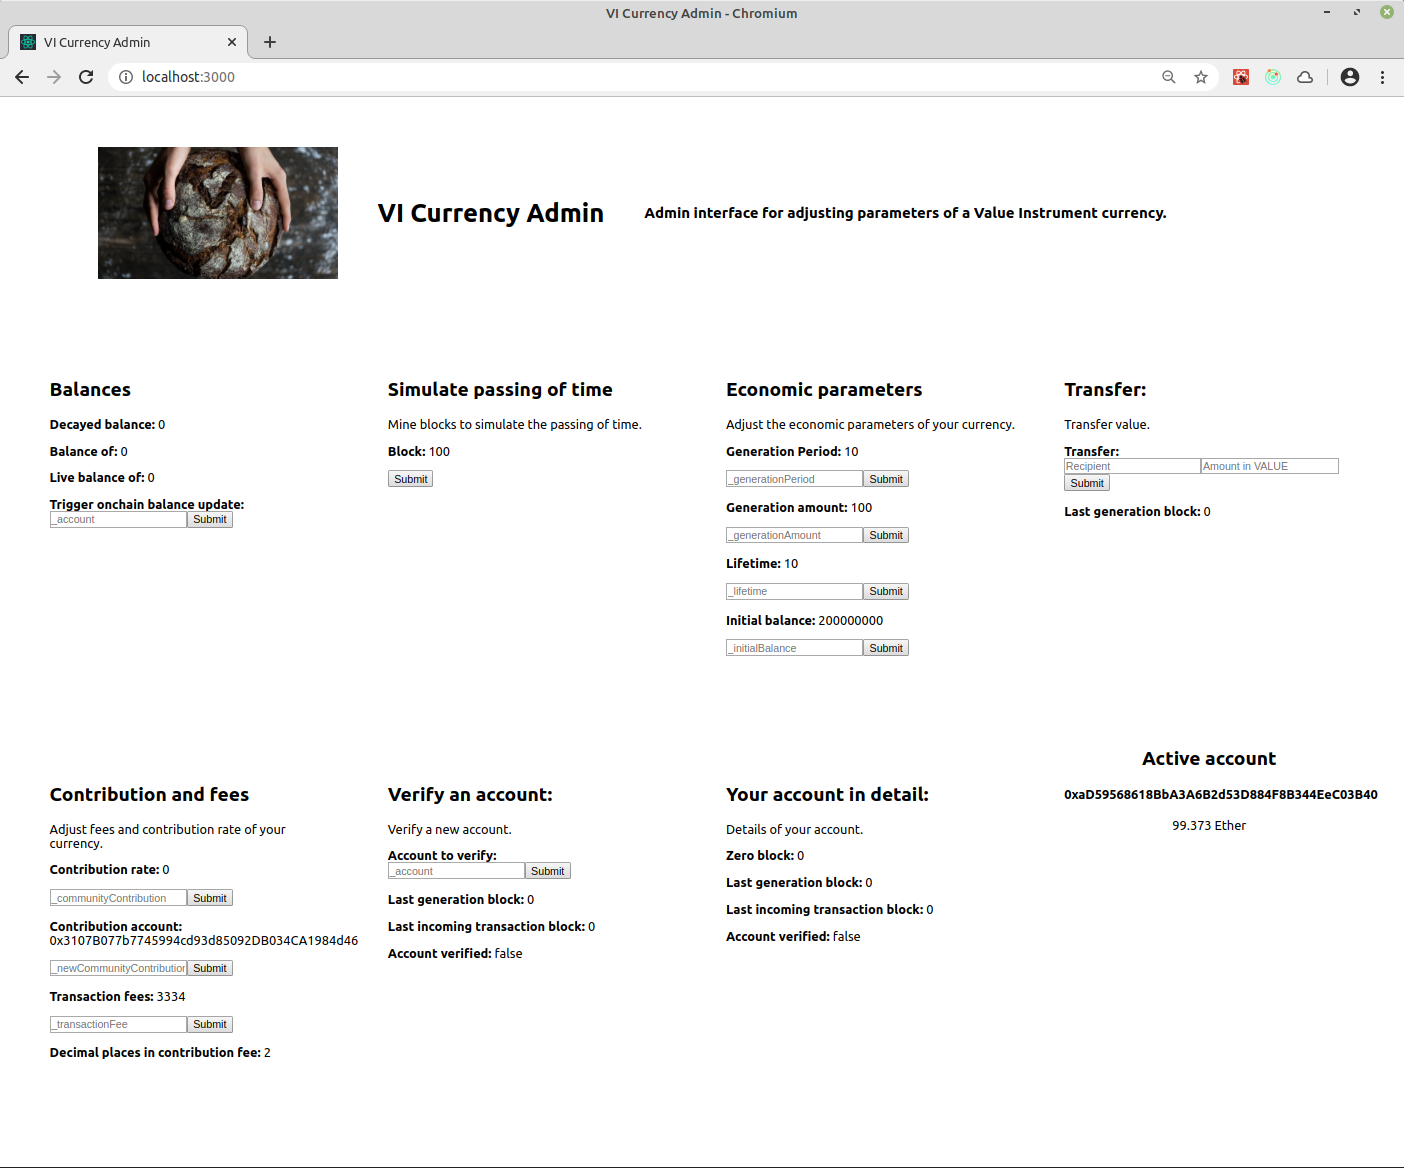 VI Currency Admin - Chromium
VI Currency Admin
localhost:3000
VI Currency Admin
Admin interface for adjusting parameters of a Value Instrument currency.
Balances
Decayed balance: 0
Balance of: 0
Live balance of: 0
Trigger onchain balance update:
_account Submit
Simulate passing of time
Mine blocks to simulate the passing of time.
Block: 100
Submit
Economic parameters
Adjust the economic parameters of your currency.
Generation Period: 10
_generationPeriod Submit
Generation amount: 100
_generationAmount Submit
Lifetime: 10
_lifetime Submit
Initial balance: 200000000
_initialBalance Submit
Transfer:
Transfer value.
Transfer:
Recipient Amount in VALUE
Submit
Last generation block: 0
Contribution and fees
Adjust fees and contribution rate of your
currency.
Contribution rate: 0
_communityContribution Submit
Contribution account:
0x3107B077b7745994cd93d85092DB034CA1984d46
_newCommunityContribution Submit
Transaction fees: 3334
_transactionFee Submit
Decimal places in contribution fee: 2
Verify an account:
Verify a new account.
Account to verify:
_account Submit
Last generation block: 0
Last incoming transaction block: 0
Account verified: false
Your account in detail:
Details of your account.
Zero block: 0
Last generation block: 0
Last incoming transaction block: 0
Account verified: false
Active account
0xaD59568618BbA3A6B2d53D884F8B344EeC03B40
99.373 Ether